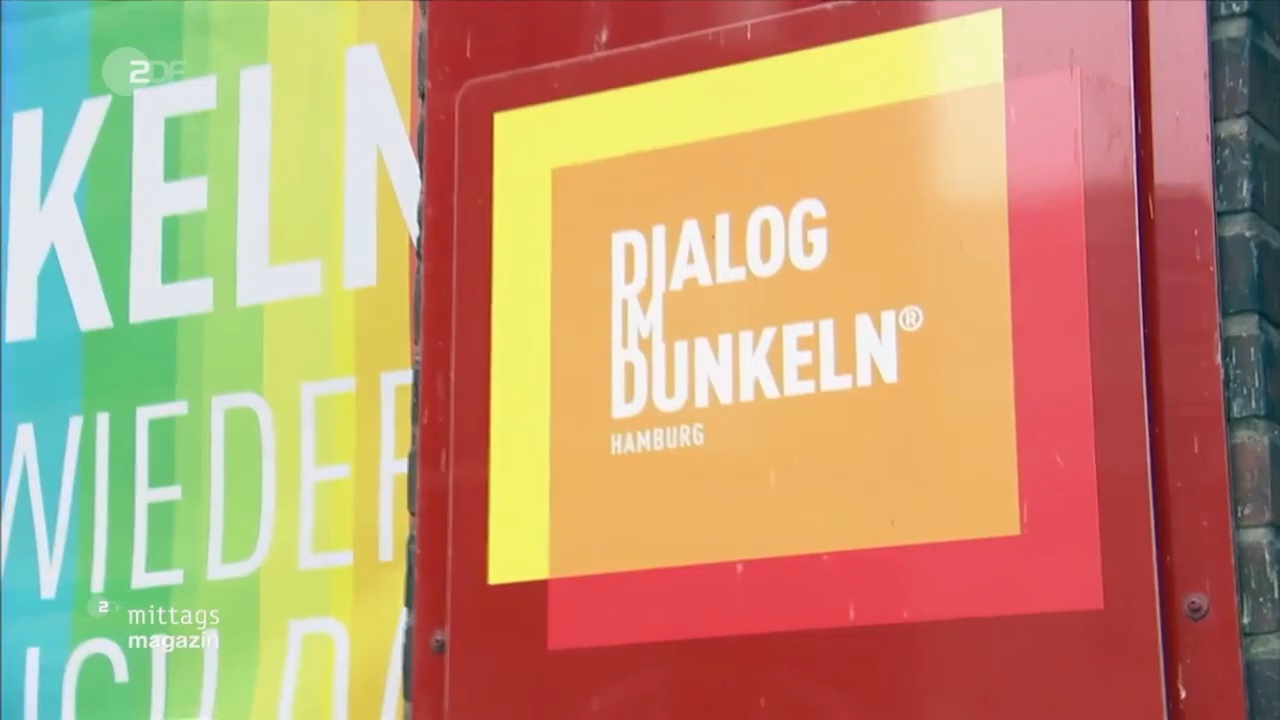 2DF
KELN
WIEDER
DIALOG
IM
DUNKELN®
HAMBURG
mittags
magazin